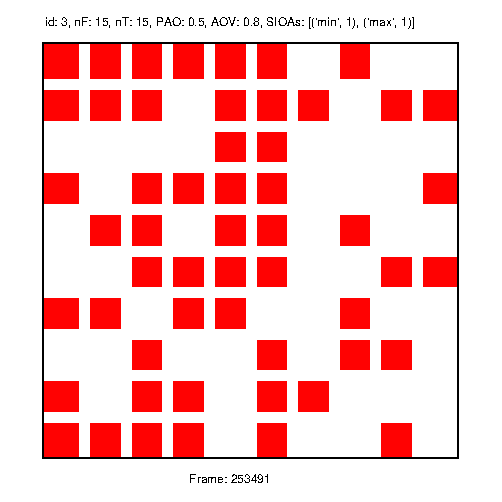 id: 3, nF: 15, nT: 15, PAO: 0.5, AOV: 0.8, SIOAs: [('min', 1), ('max', 1)]
Frame: 253491